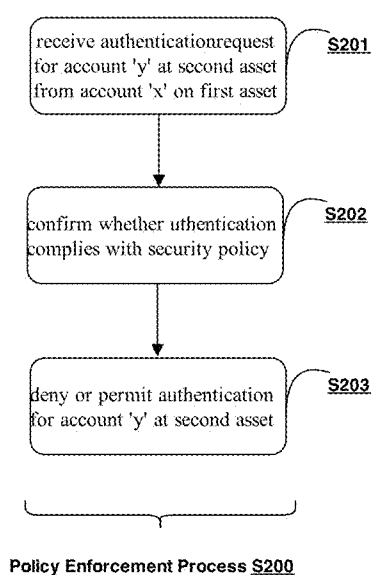 receive authenticationrequest
S201
for account 'y' at second asset
from account 'x' on first asset
confirm whether uthentication
S202
complies with security policy
deny or permit authentication
S203
for account 'y' at second asset
Policy Enforcement Process S200